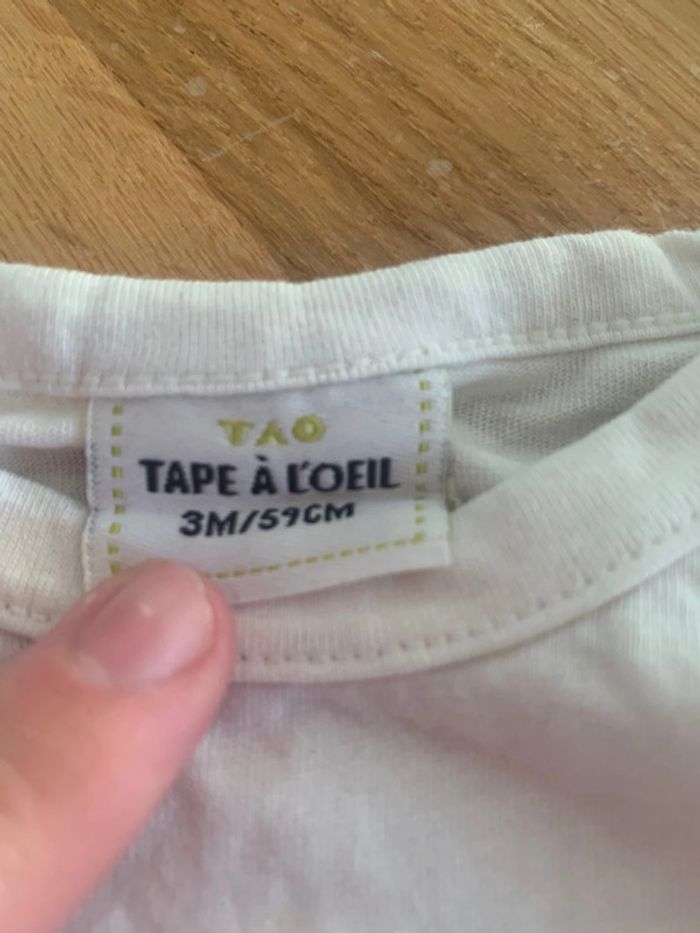 TAO
TAPE À L'OEIL
3M/59CM